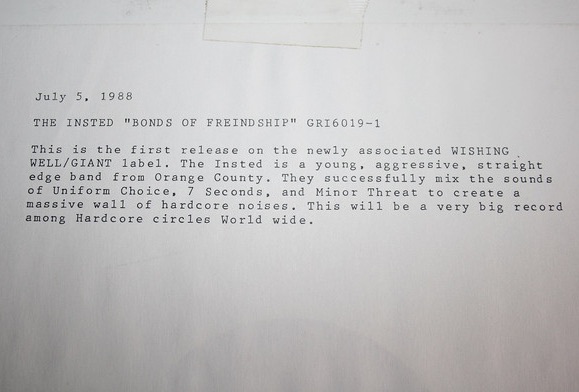 July 5, 1988
THE INSTED "BONDS OF FREINDSHIP" GRI6019-1
This is the first release on the newly associated WISHING
WELL/GIANT label. The Insted is a young, aggressive, straight
edge band from Orange County. They successfully mix the sounds
of Uniform Choice, 7 Seconds, and Minor Threat to create a
massive wall of hardcore noises. This will be a very big record
among Hardcore circles World wide.